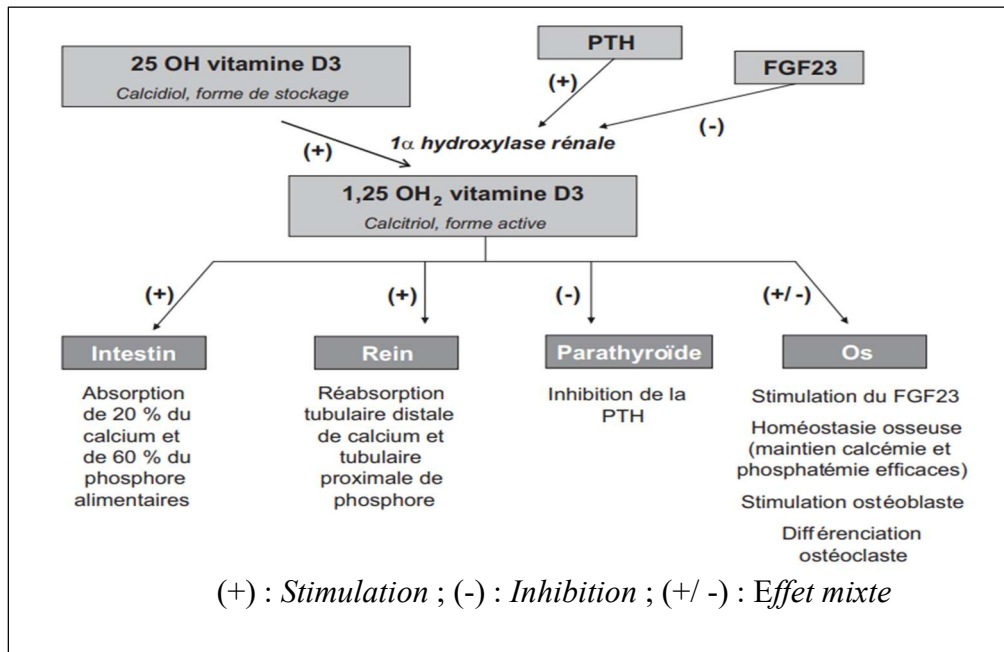 PTH
25 OH vitamine D3
Calcidiol, forme de stockage
FGF23
(+)
(-)
(+)
1α hydroxylase rénale
1,25 OH₂ vitamine D3
Calcitriol, forme active
(+)
(+)
(-)
(+/ -)
Intestin
Absorption
de 20 % du
calcium et
de 60 % du
phosphore
alimentaires
Rein
Réabsorption
tubulaire distale
de calcium et
tubulaire
proximale de
phosphore
Parathyroïde
Inhibition de la
PTH
Os
Stimulation du FGF23
Homéostasie osseuse
(maintien calcémie et
phosphatémie efficaces)
Stimulation ostéoblaste
Différenciation
ostéoclaste
(+) : Stimulation ; (-) : Inhibition ; (+/ -) : Effet mixte